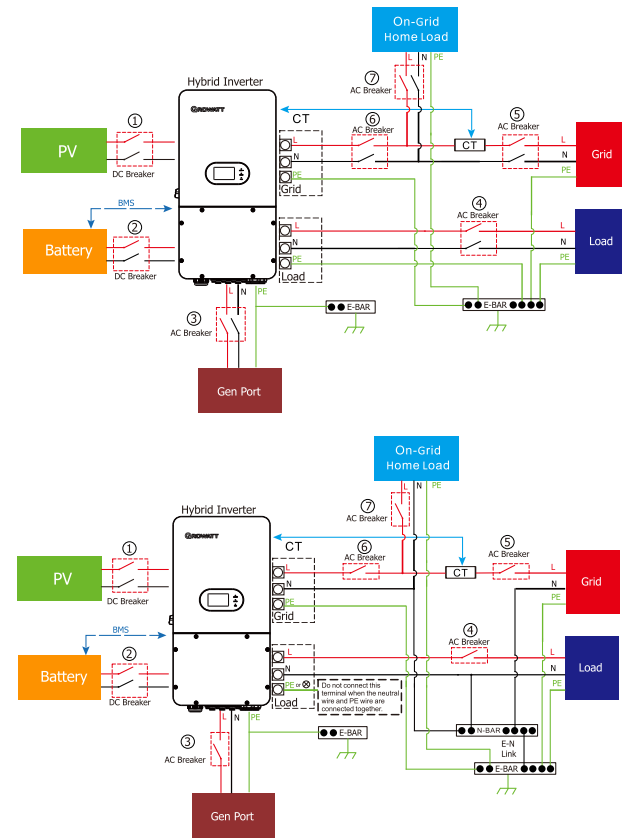 On-Grid
Home Load
L
N
PE
⑦
AC Breaker
Hybrid Inverter
GROWATT
CT
①
DC Breaker
PV
L
N
PE
Grid
⑥
AC Breaker
CT
⑤
AC Breaker
L
N
PE
Grid
BMS
Battery
②
DC Breaker
L
N
PE
Load
④
AC Breaker
L
N
PE
Load
③
AC Breaker
L
N
PE
E-BAR
E-BAR
Gen Port
On-Grid
Home Load
L
N
PE
⑦
AC Breaker
Hybrid Inverter
GROWATT
CT
①
DC Breaker
PV
L
N
PE
Grid
⑥
AC Breaker
CT
⑤
AC Breaker
L
N
PE
Grid
BMS
Battery
②
DC Breaker
L
N
PE or ⊗
Load
Do not connect this
terminal when the neutral
wire and PE wire are
connected together.
④
AC Breaker
L
N
PE
Load
③
AC Breaker
L
N
PE
E-BAR
N-BAR
E-N
Link
E-BAR
Gen Port